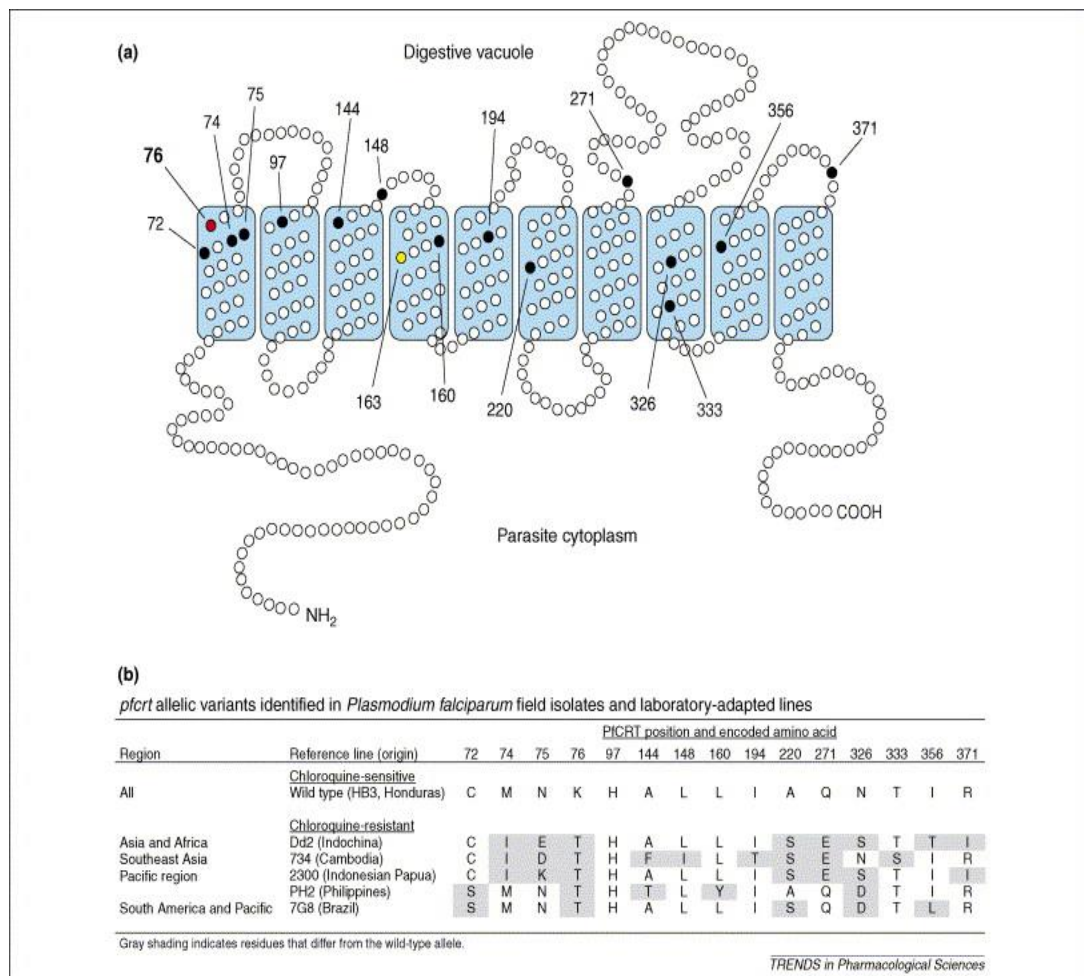 (a)
Digestive vacuole
75
74
76
72
97
144
148
194
271
356
371
163
160
220
326
333
COOH
Parasite cytoplasm
NH2
(b)
pfcrt allelic variants identified in Plasmodium falciparum field isolates and laboratory-adapted lines
PfCRT position and encoded amino acid
Region Reference line (origin) 72 74 75 76 97 144 148 160 194 220 271 326 333 356 371
Chloroquine-sensitive
All Wild type (HB3, Honduras) C M N K H A L L I A Q N T I R
Chloroquine-resistant
Asia and Africa Dd2 (Indochina) C I E T H A L L I S E S T T I
Southeast Asia 734 (Cambodia) C I D T H F I L T S E N S I R
Pacific region 2300 (Indonesian Papua) C I K T H A L L I S E S T I I
PH2 (Philippines) S M N T H T L Y I A Q D T I R
South America and Pacific 7G8 (Brazil) S M N T H A L L I S Q D T L R
Gray shading indicates residues that differ from the wild-type allele.
TRENDS in Pharmacological Sciences